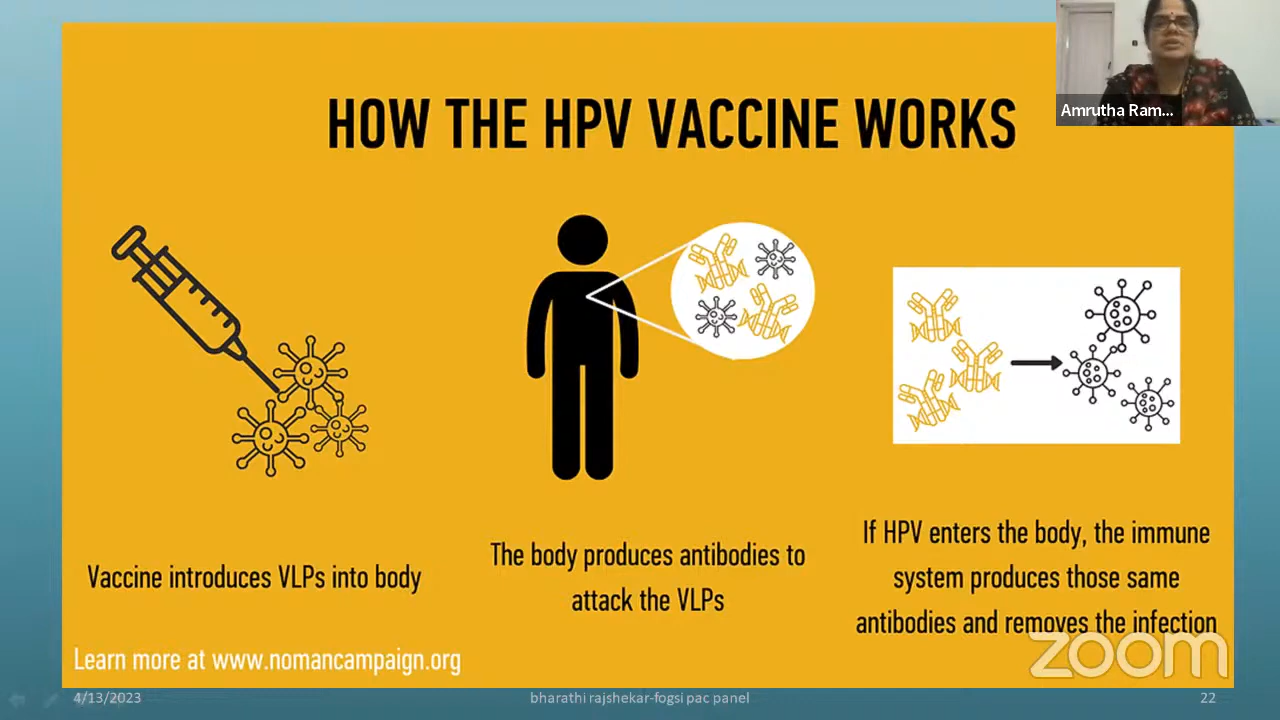 HOW THE HPV VACCINE WORKS
Amrutha Ram...
Vaccine introduces VLPs into body
The body produces antibodies to
attack the VLPs
If HPV enters the body, the immune
system produces those same
antibodies and removes the infection
Learn more at www.nomancampaign.org
zoom
4/13/2023
bharathi rajshekar-fogsi pac panel
22